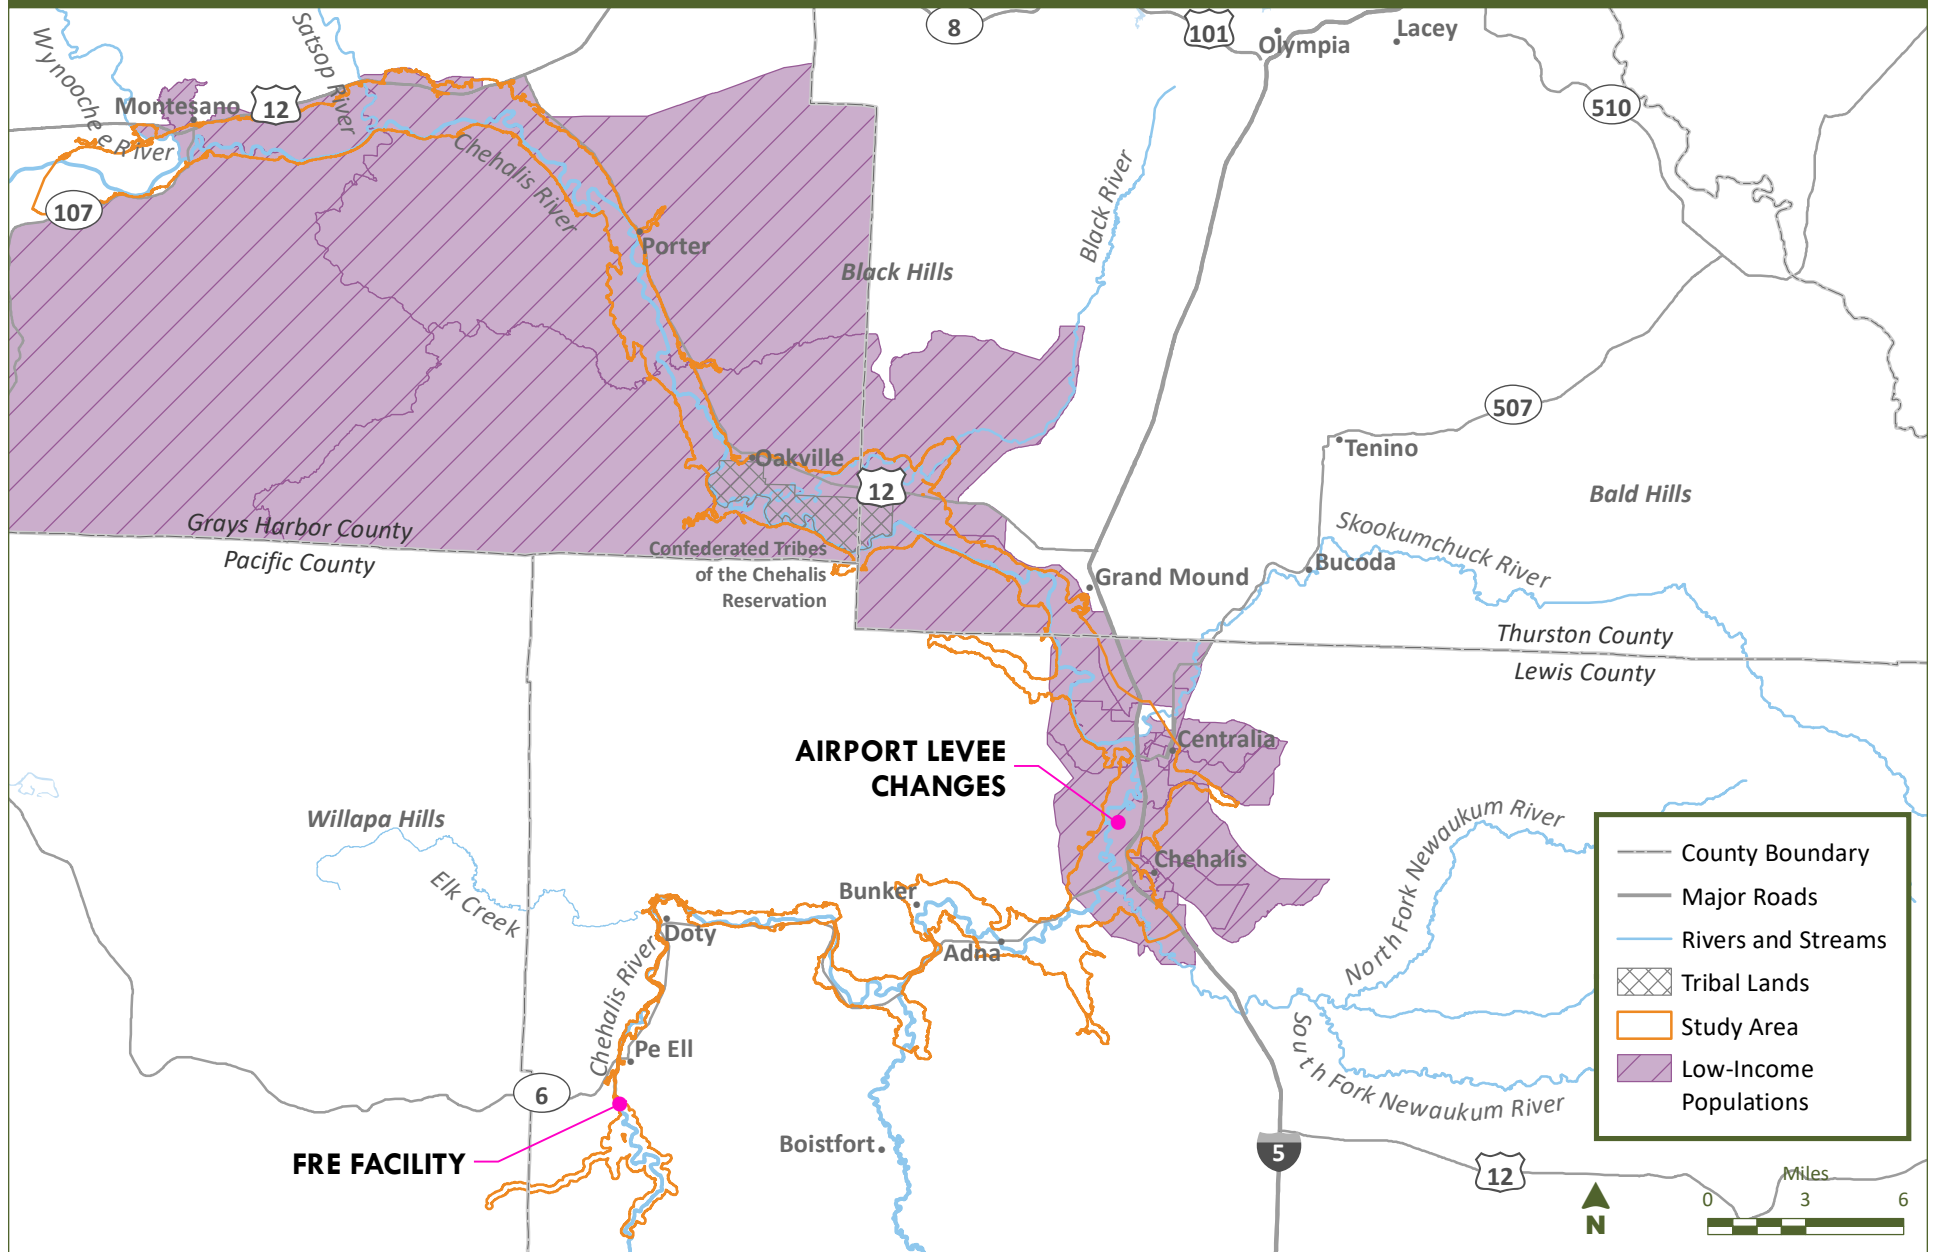 8
101
Olympia
Lacey
Wynoochee River
Satsop River
Montesano
12
510
Chehalis River
107
Porter
Black River
Black Hills
507
Tenino
Oakville
12
Bald Hills
Grays Harbor County
Pacific County
Skookumchuck River
Confederated Tribes
of the Chehalis
Reservation
Grand Mound
Bucoda
Thurston County
Lewis County
AIRPORT LEVEE
CHANGES
Centralia
Willapa Hills
Elk Creek
Bunker
Chehalis
North Fork Newaukum River
Doty
Adna
Chehalis River
Pe Ell
South Fork Newaukum River
6
FRE FACILITY
Boistfort
5
12
County Boundary
Major Roads
Rivers and Streams
Tribal Lands
Study Area
Low-Income
Populations
Miles
0 3 6
N